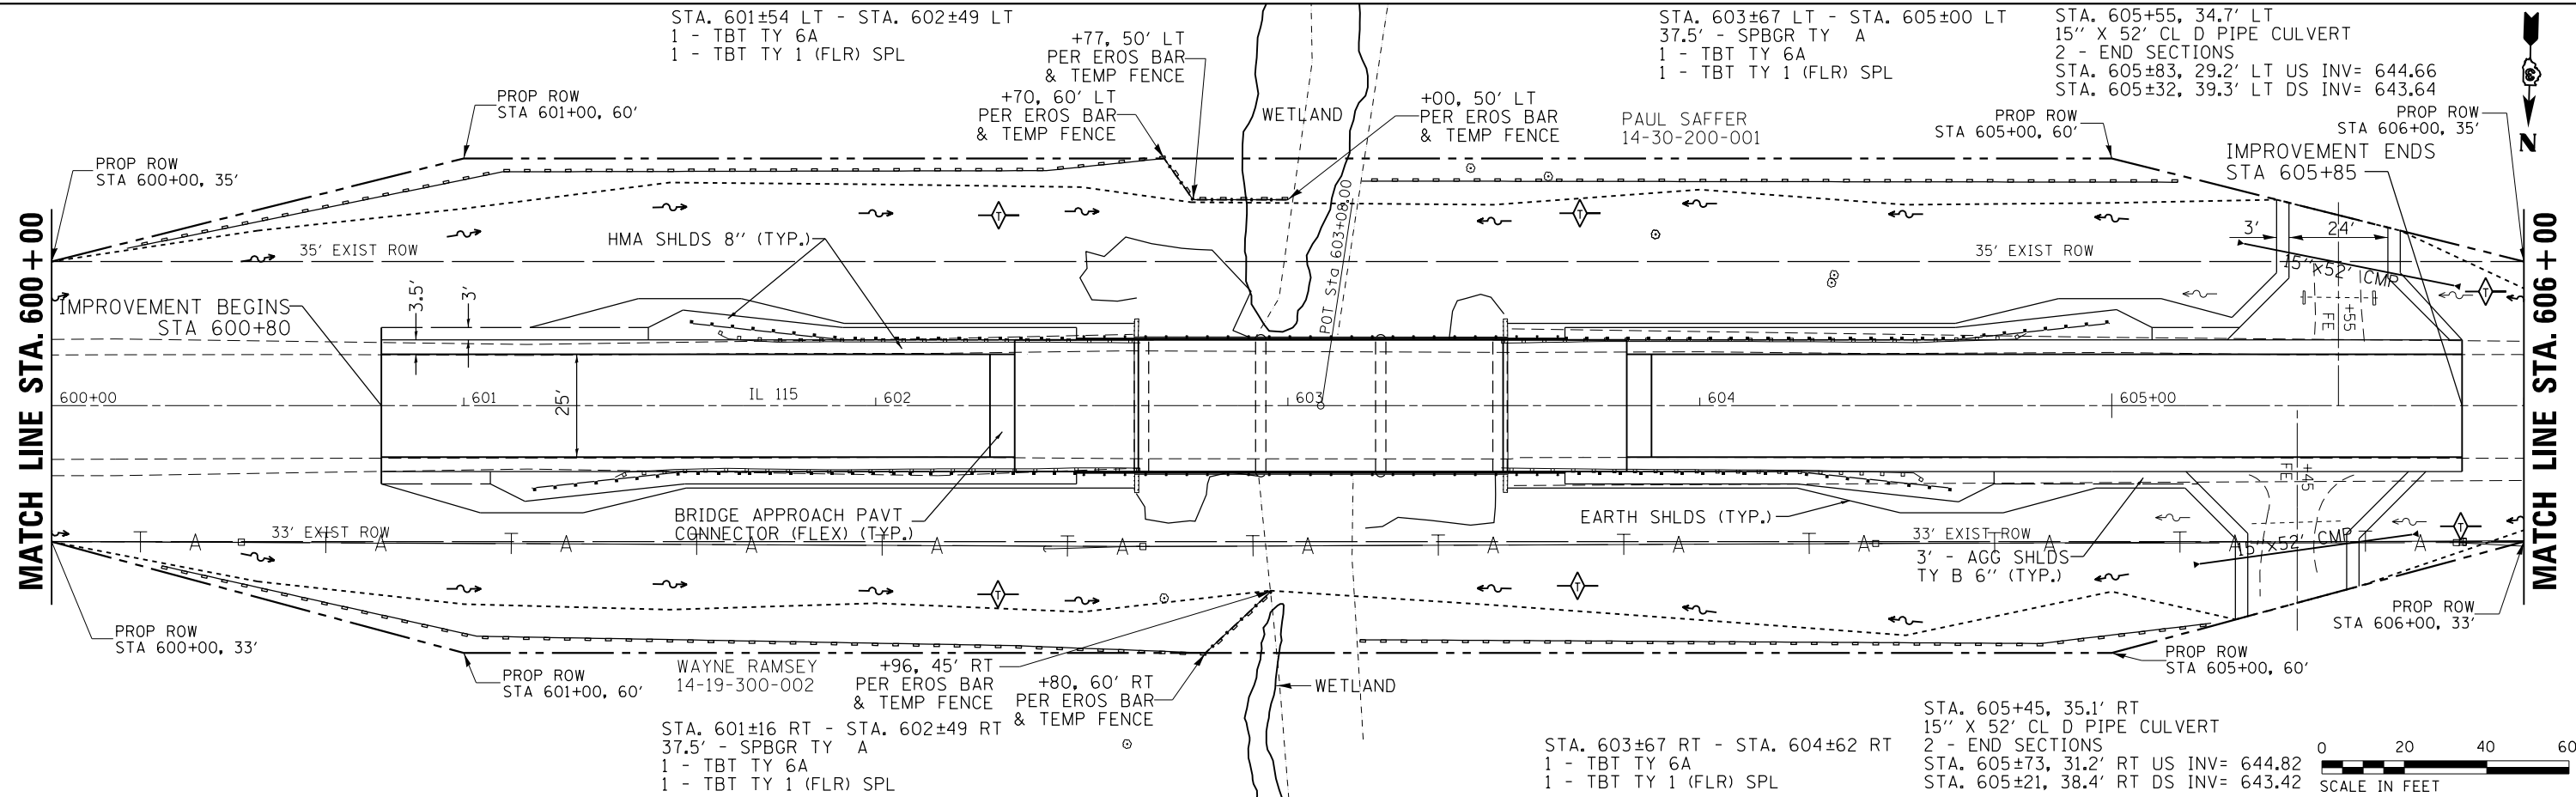 STA. 601±54 LT - STA. 602±49 LT
1 - TBT TY 6A
1 - TBT TY 1 (FLR) SPL
+77, 50' LT
PER EROS BAR
& TEMP FENCE
+70, 60' LT
PER EROS BAR
& TEMP FENCE
WETLAND
+00, 50' LT
PER EROS BAR
& TEMP FENCE
STA. 603±67 LT - STA. 605±00 LT
37.5' - SPBGR TY A
1 - TBT TY 6A
1 - TBT TY 1 (FLR) SPL
STA. 605+55, 34.7' LT
15'' X 52' CL D PIPE CULVERT
2 - END SECTIONS
STA. 605±83, 29.2' LT US INV= 644.66
STA. 605±32, 39.3' LT DS INV= 643.64
PAUL SAFFER
14-30-200-001
PROP ROW
STA 601+00, 60'
PROP ROW
STA 605+00, 60'
PROP ROW
STA 606+00, 35'
N
PROP ROW
STA 600+00, 35'
IMPROVEMENT ENDS
STA 605+85
MATCH LINE STA. 600+00
35' EXIST ROW
HMA SHLDS 8'' (TYP.)
POT Sta 603+08.00
35' EXIST ROW
3'
24'
15''x52' CMP
+55
FE
IMPROVEMENT BEGINS
STA 600+80
3.5'
3'
25'
600+00
601
IL 115
602
603
604
605+00
MATCH LINE STA. 606+00
+45
FE
33' EXIST ROW
T A T A T A T A T A T A T A T A T A T A T A T A T A
BRIDGE APPROACH PAVT
CONNECTOR (FLEX) (TYP.)
EARTH SHLDS (TYP.)
33' EXIST ROW
15''x52' CMP
3' - AGG SHLDS
TY B 6'' (TYP.)
PROP ROW
STA 600+00, 33'
PROP ROW
STA 606+00, 33'
PROP ROW
STA 601+00, 60'
WAYNE RAMSEY
14-19-300-002
+96, 45' RT
PER EROS BAR
& TEMP FENCE
+80, 60' RT
PER EROS BAR
& TEMP FENCE
WETLAND
PROP ROW
STA 605+00, 60'
STA. 601±16 RT - STA. 602±49 RT
37.5' - SPBGR TY A
1 - TBT TY 6A
1 - TBT TY 1 (FLR) SPL
STA. 603±67 RT - STA. 604±62 RT
1 - TBT TY 6A
1 - TBT TY 1 (FLR) SPL
STA. 605+45, 35.1' RT
15'' X 52' CL D PIPE CULVERT
2 - END SECTIONS
STA. 605±73, 31.2' RT US INV= 644.82
STA. 605±21, 38.4' RT DS INV= 643.42
0 20 40 60
SCALE IN FEET